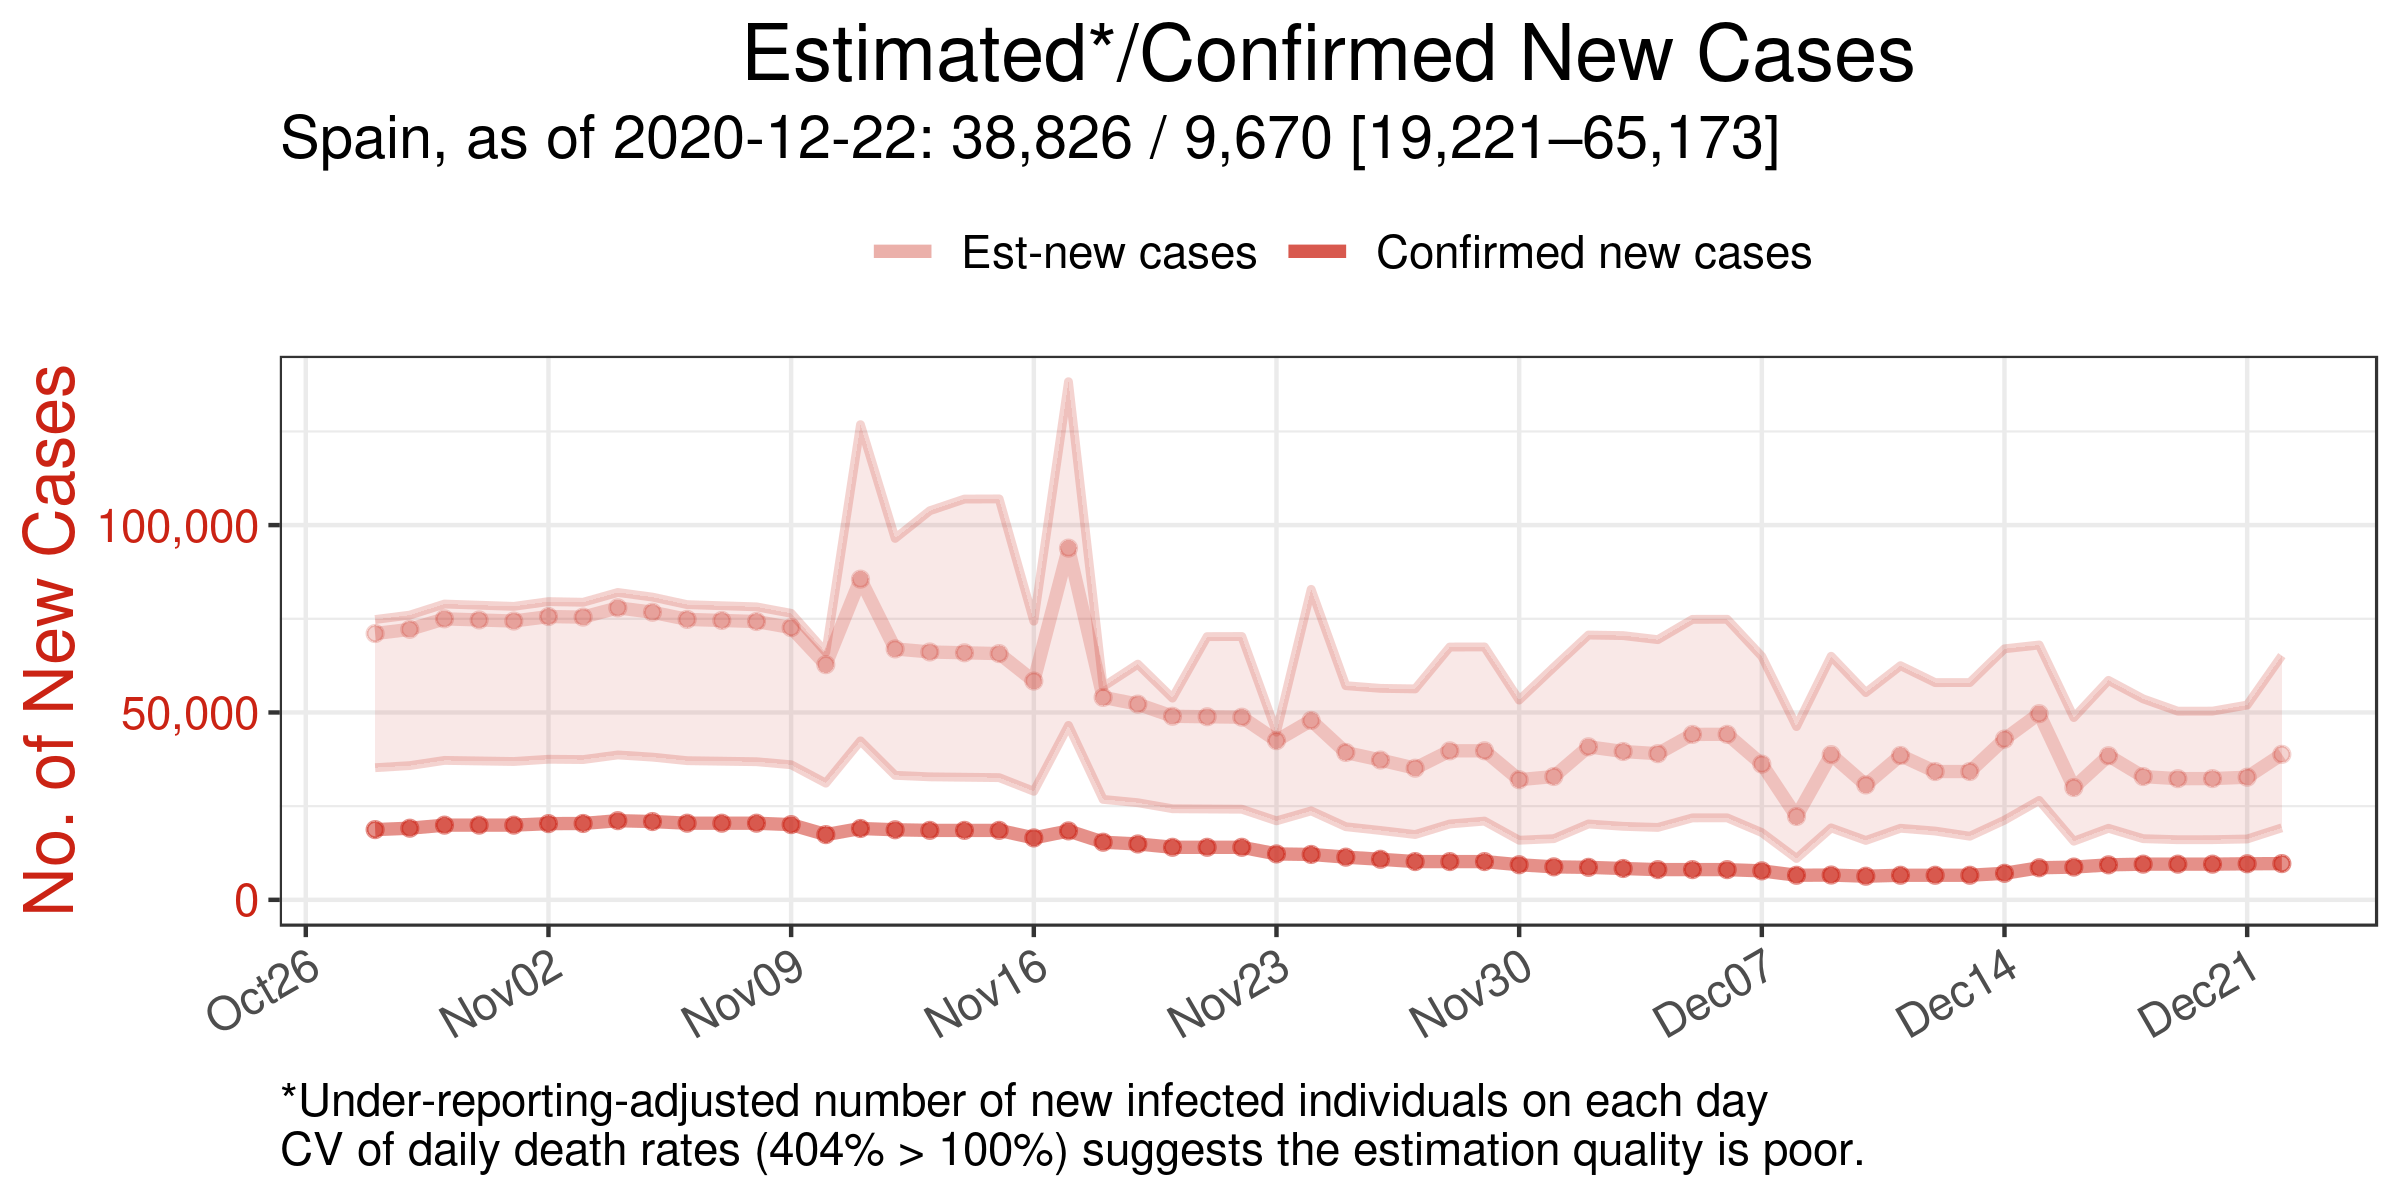 Estimated*/Confirmed New Cases
Spain, as of 2020-12-22: 38,826 / 9,670 [19,221–65,173]
Est-new cases
Confirmed new cases
No. of New Cases
100,000
50,000
0
Oct26
Nov02
Nov09
Nov16
Nov23
Nov30
Dec07
Dec14
Dec21
*Under-reporting-adjusted number of new infected individuals on each day
CV of daily death rates (404% > 100%) suggests the estimation quality is poor.